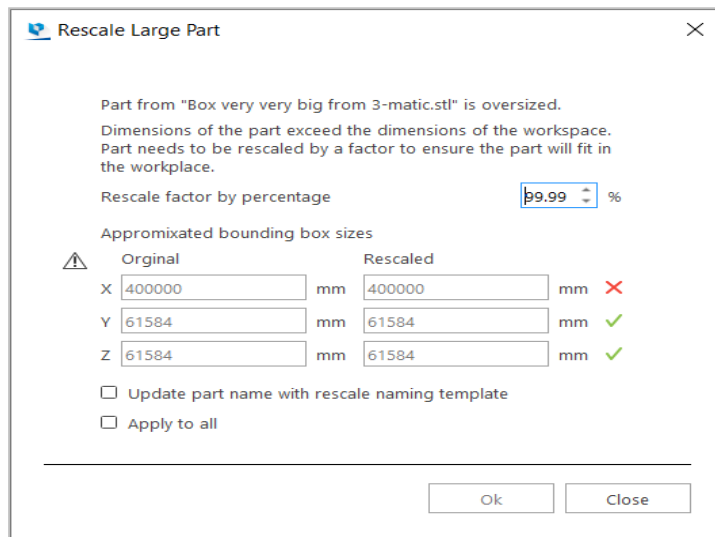 Rescale Large Part
Part from "Box very very big from 3-matic.stl" is oversized.
Dimensions of the part exceed the dimensions of the workspace.
Part needs to be rescaled by a factor to ensure the part will fit in
the workplace.
Rescale factor by percentage 99.99 %
Appromixated bounding box sizes
Orginal Rescaled
X 400000 mm 400000 mm
Y 61584 mm 61584 mm
Z 61584 mm 61584 mm
Update part name with rescale naming template
Apply to all
Ok Close